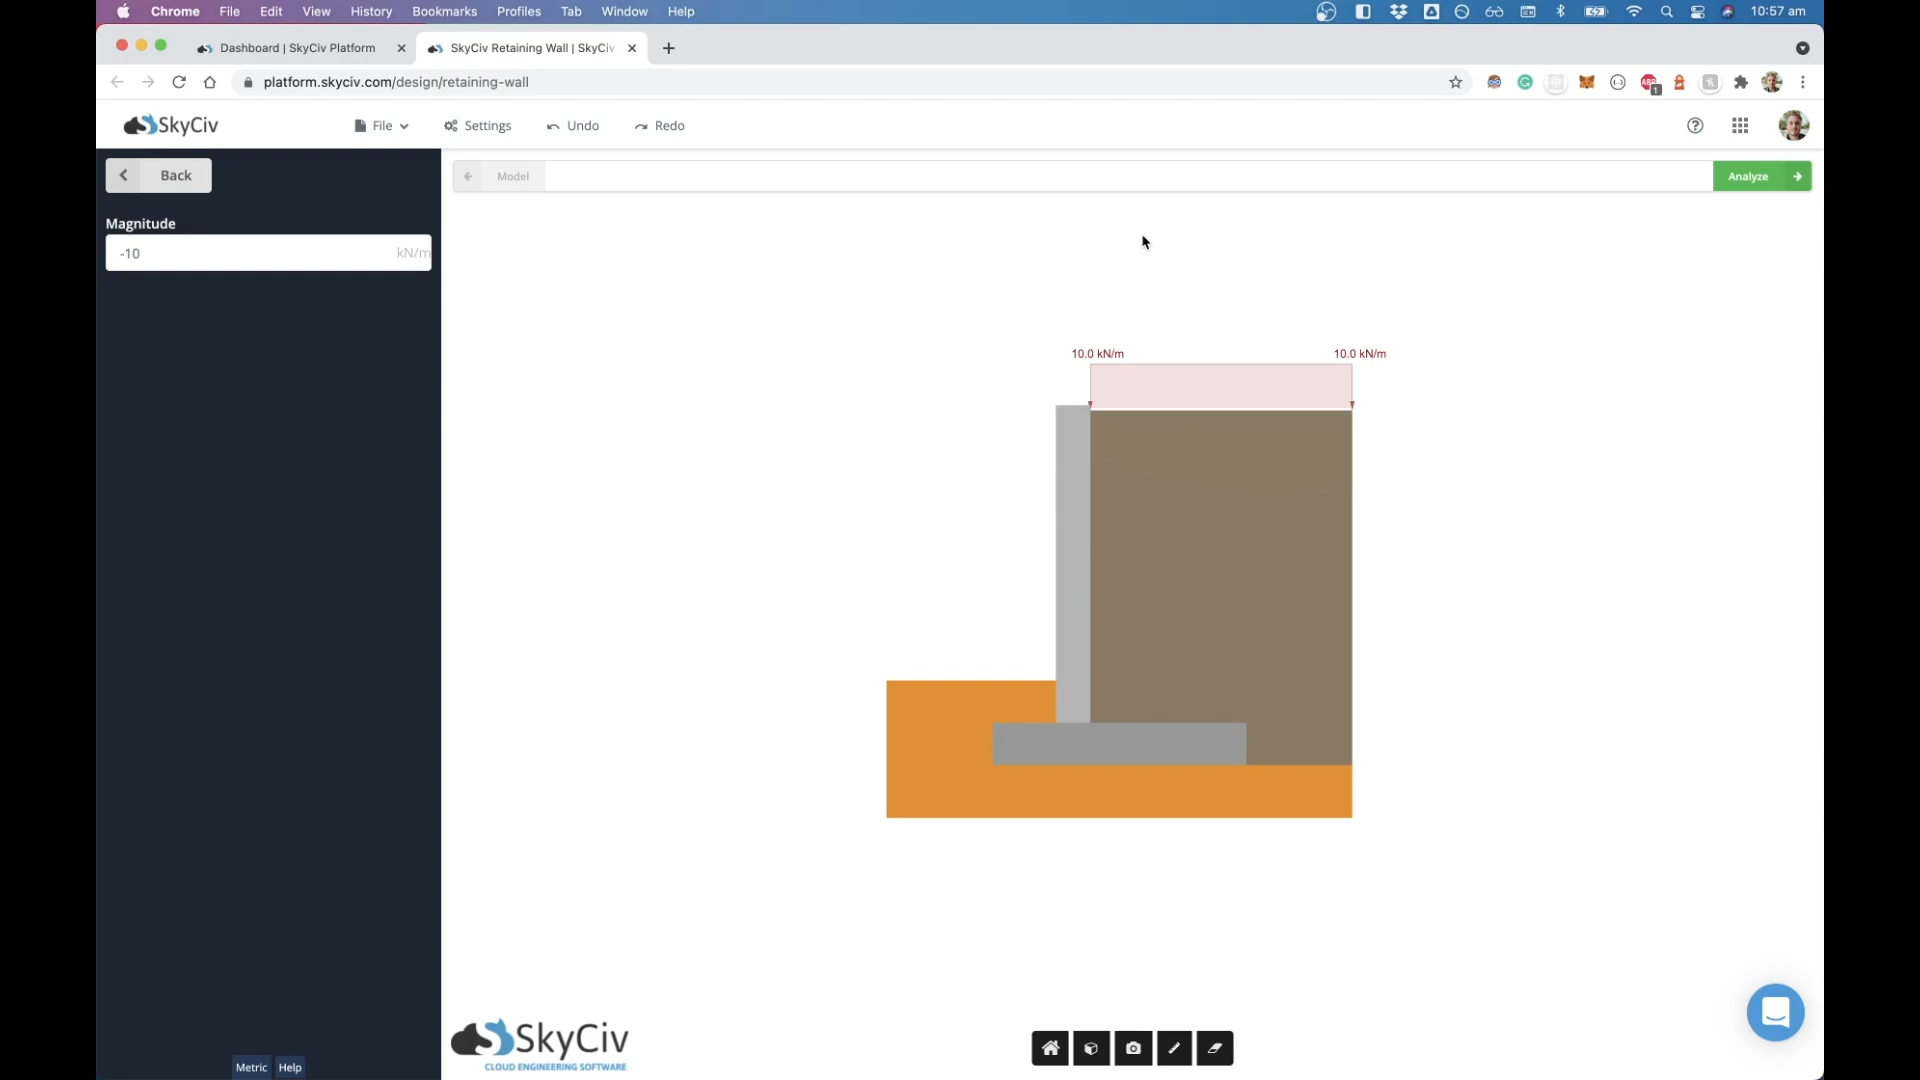 Chrome File Edit View History Bookmarks Profiles Tab Window Help 10:57 am
Dashboard | SkyCiv Platform SkyCiv Retaining Wall | SkyCiv
platform.skyciv.com/design/retaining-wall
ABP 1
SkyCiv File Settings Undo Redo
Back
Model Analyze
Magnitude
-10 kN/m
10.0 kN/m 10.0 kN/m
SkyCiv
CLOUD ENGINEERING SOFTWARE
Metric Help